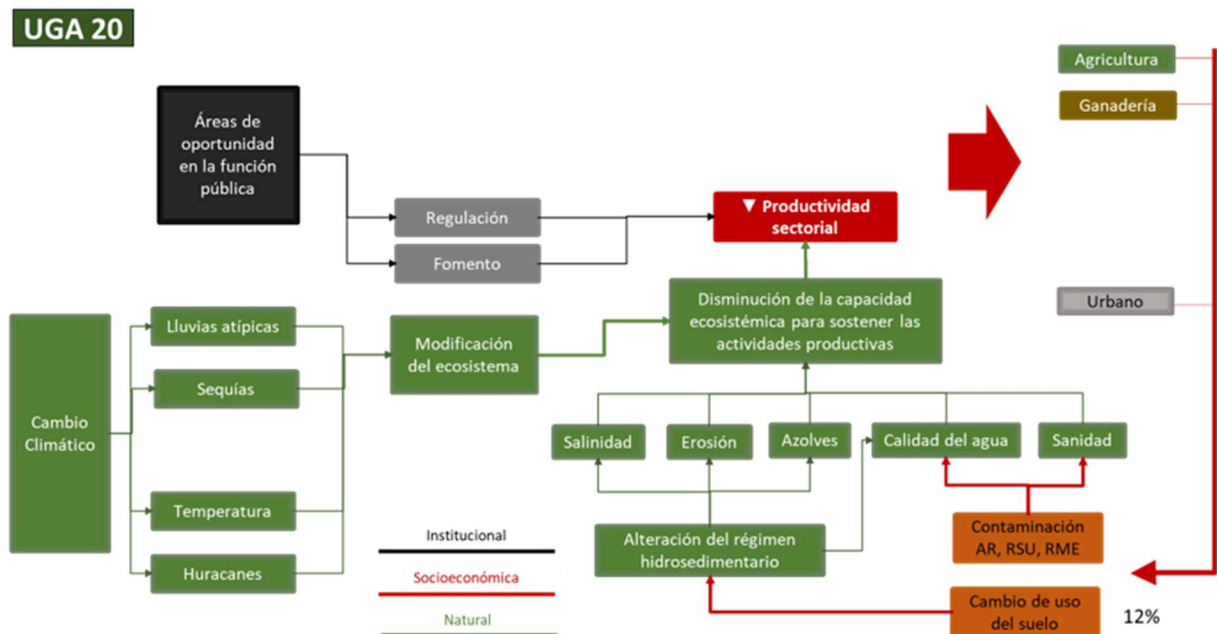 UGA 20
Áreas de
oportunidad
en la función
pública
Regulación
Fomento
▼ Productividad
sectorial
Agricultura
Ganadería
Urbano
Cambio
Climático
Lluvias atípicas
Sequías
Temperatura
Huracanes
Modificación
del ecosistema
Disminución de la capacidad
ecosistémica para sostener las
actividades productivas
Salinidad
Erosión
Azolves
Calidad del agua
Sanidad
Alteración del régimen
hidrosedimentario
Contaminación
AR, RSU, RME
Cambio de uso
del suelo
12%
Institucional
Socioeconómica
Natural